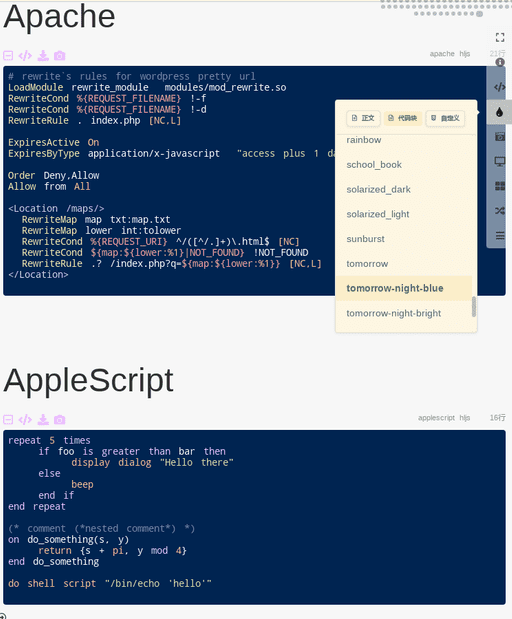 Apache
apache hljs 21行
# rewrite`s rules for wordpress pretty url
LoadModule rewrite_module modules/mod_rewrite.so
RewriteCond %{REQUEST_FILENAME} !-f
RewriteCond %{REQUEST_FILENAME} !-d
RewriteRule . index.php [NC,L]
ExpiresActive On
ExpiresByType application/x-javascript "access plus 1 da
Order Deny,Allow
Allow from All
<Location /maps/>
RewriteMap map txt:map.txt
RewriteMap lower int:tolower
RewriteCond %{REQUEST_URI} ^/([^/.]+)\.html$ [NC]
RewriteCond ${map:${lower:%1}|NOT_FOUND} !NOT_FOUND
RewriteRule .? /index.php?q=${map:${lower:%1}} [NC,L]
</Location>
正文 代码块 自定义
rainbow
school_book
solarized_dark
solarized_light
sunburst
tomorrow
tomorrow-night-blue
tomorrow-night-bright
AppleScript
applescript hljs 16行
repeat 5 times
if foo is greater than bar then
display dialog "Hello there"
else
beep
end if
end repeat
(* comment (*nested comment*) *)
on do_something(s, y)
return {s + pi, y mod 4}
end do_something
do shell script "/bin/echo 'hello'"